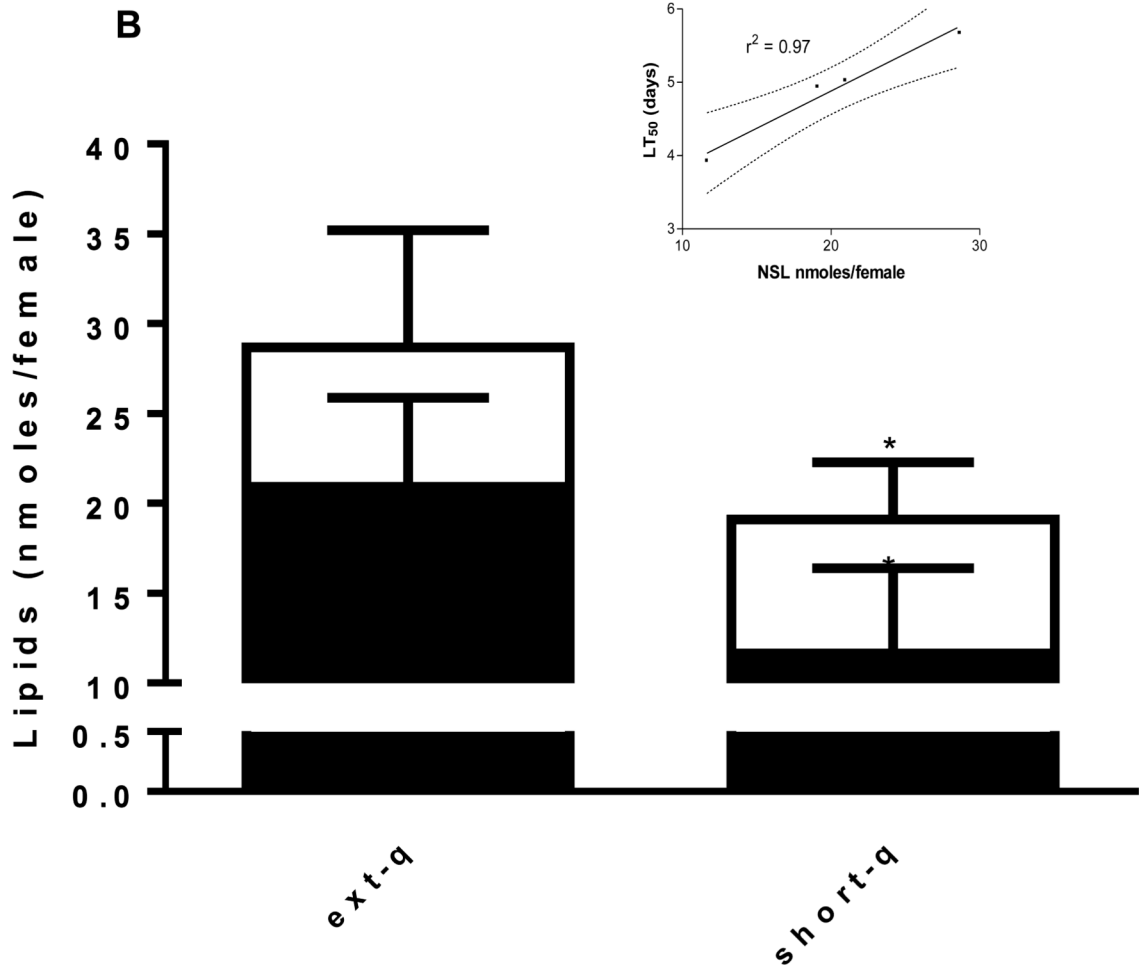 B
r² = 0.97
LT₅₀ (days)
6
5
4
3
10 20 30
NSL nmoles/female
Lipids (nmoles/female)
40
35
30
25
20
15
10
0.5
0.0
*
*
ext-q
short-q